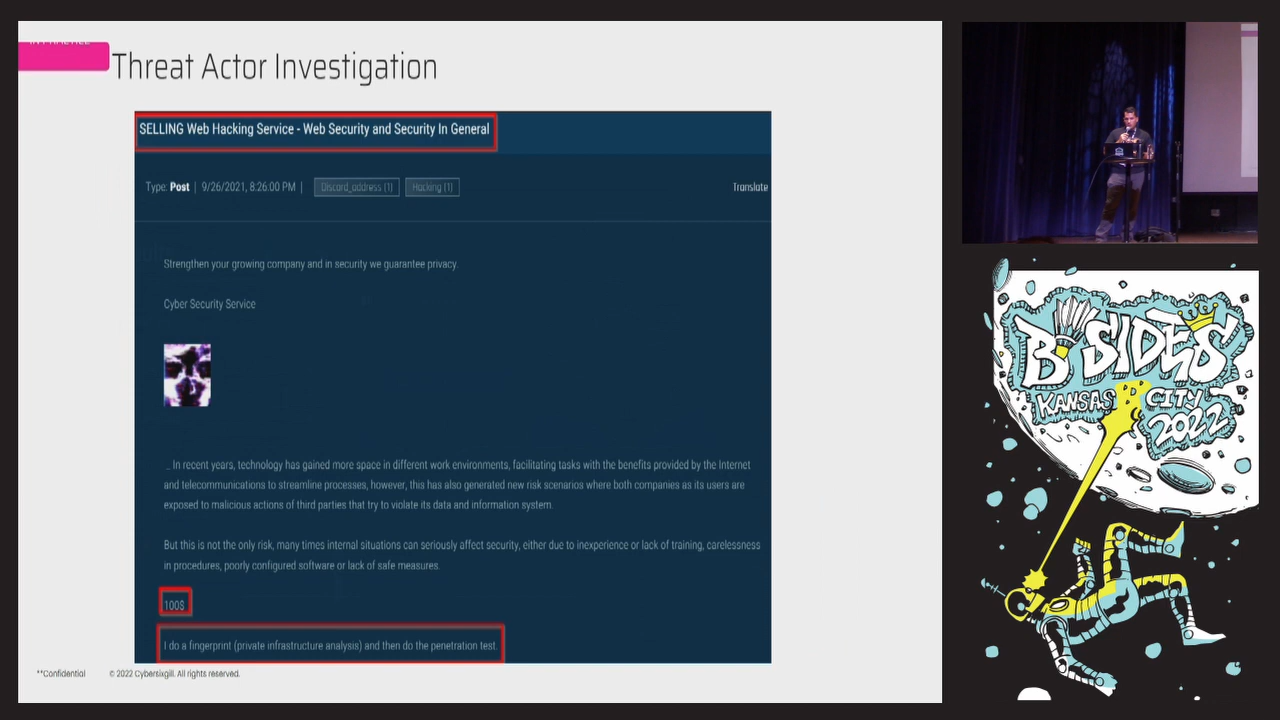 Threat Actor Investigation
SELLING Web Hacking Service - Web Security and Security In General
Type: Post | 9/26/2021, 8:26:00 PM | Discord_address (1) Hacking (1) Translate
Strengthen your growing company and in security we guarantee privacy.
Cyber Security Service
_ In recent years, technology has gained more space in different work environments, facilitating tasks with the benefits provided by the Internet
and telecommunications to streamline processes, however, this has also generated new risk scenarios where both companies as its users are
exposed to malicious actions of third parties that try to violate its data and information system.
But this is not the only risk, many times internal situations can seriously affect security, either due to inexperience or lack of training, carelessness
in procedures, poorly configured software or lack of safe measures.
100$
I do a fingerprint (private infrastructure analysis) and then do the penetration test.
**Confidential © 2022 Cybersixgill. All rights reserved.
BSIDES
KANSAS CITY
2022